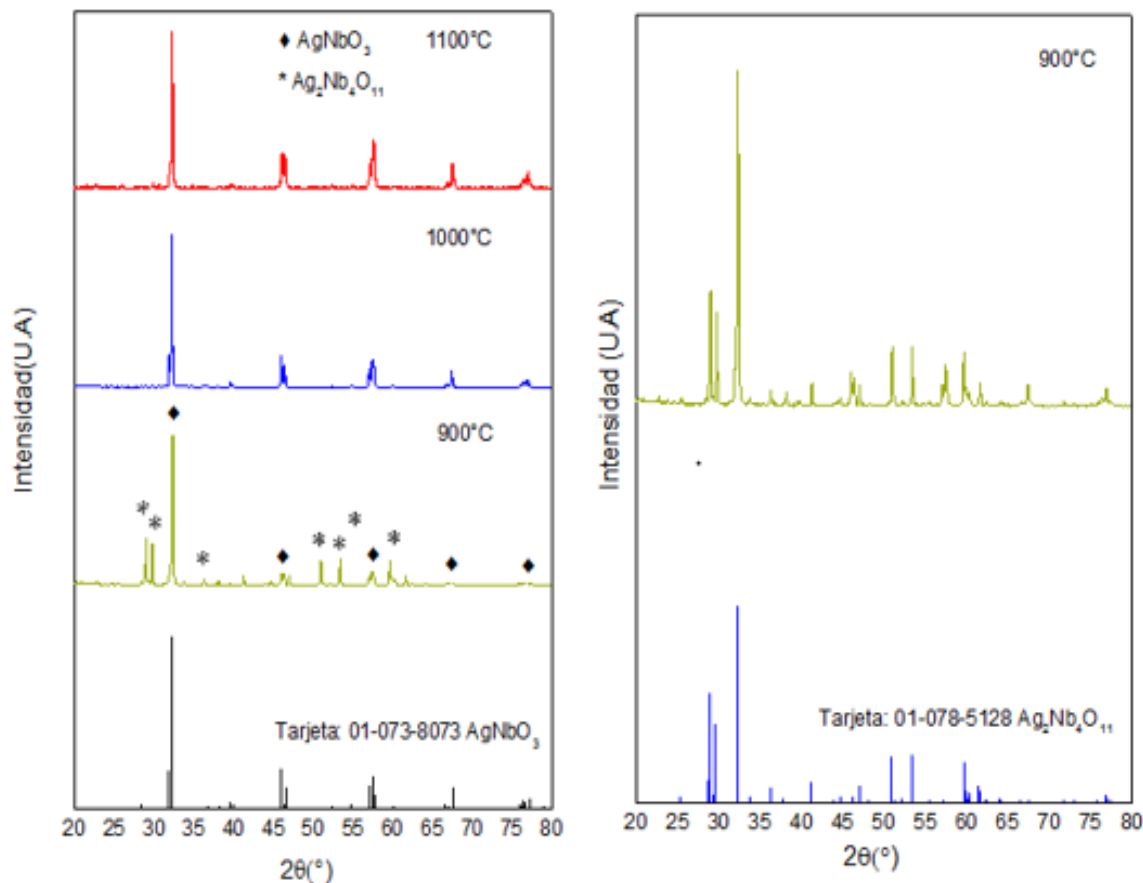 ♦ AgNbO₃
* Ag₂Nb₄O₁₁
1100°C
1000°C
900°C
Tarjeta: 01-073-8073 AgNbO₃
Intensidad(U.A)
20 25 30 35 40 45 50 55 60 65 70 75 80
2θ(°)
900°C
Tarjeta: 01-078-5128 Ag₂Nb₄O₁₁
Intensidad (U.A)
20 25 30 35 40 45 50 55 60 65 70 75 80
2θ(°)